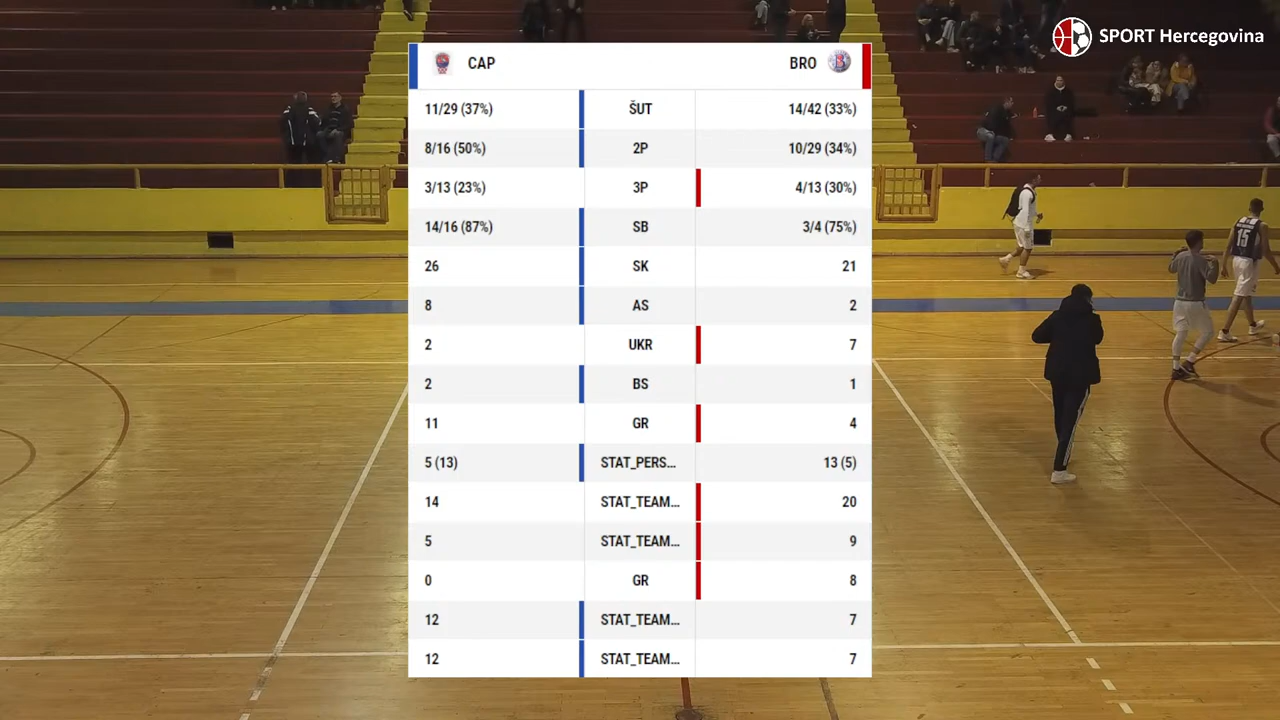 SPORT Hercegovina
CAP BRO
11/29 (37%) ŠUT 14/42 (33%)
8/16 (50%) 2P 10/29 (34%)
3/13 (23%) 3P 4/13 (30%)
14/16 (87%) SB 3/4 (75%)
26 SK 21
8 AS 2
2 UKR 7
2 BS 1
11 GR 4
5 (13) STAT_PERS... 13 (5)
14 STAT_TEAM... 20
5 STAT_TEAM... 9
0 GR 8
12 STAT_TEAM... 7
12 STAT_TEAM... 7
15